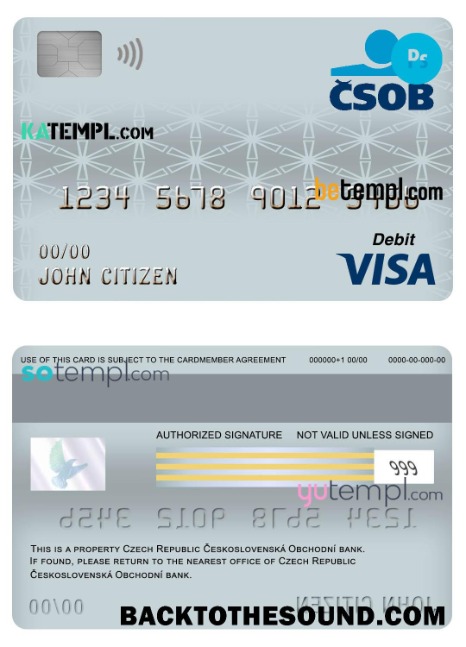 Ps
ČSOB
KATEMPL.COM
1234 5678 9012
betempl.com
Debit
00/00
VISA
JOHN CITIZEN
USE OF THIS CARD IS SUBJECT TO THE CARDMEMBER AGREEMENT 000000+1 00/00 0000-00-000-00
sotempl.com
AUTHORIZED SIGNATURE NOT VALID UNLESS SIGNED
999
yutempl.com
THIS IS A PROPERTY CZECH REPUBLIC ČESKOSLOVENSKÁ OBCHODNÍ BANK.
IF FOUND, PLEASE RETURN TO THE NEAREST OFFICE OF CZECH REPUBLIC
ČESKOSLOVENSKÁ OBCHODNÍ BANK.
00/00 JOHN CITIZEN
BACKTOTHESOUND.COM